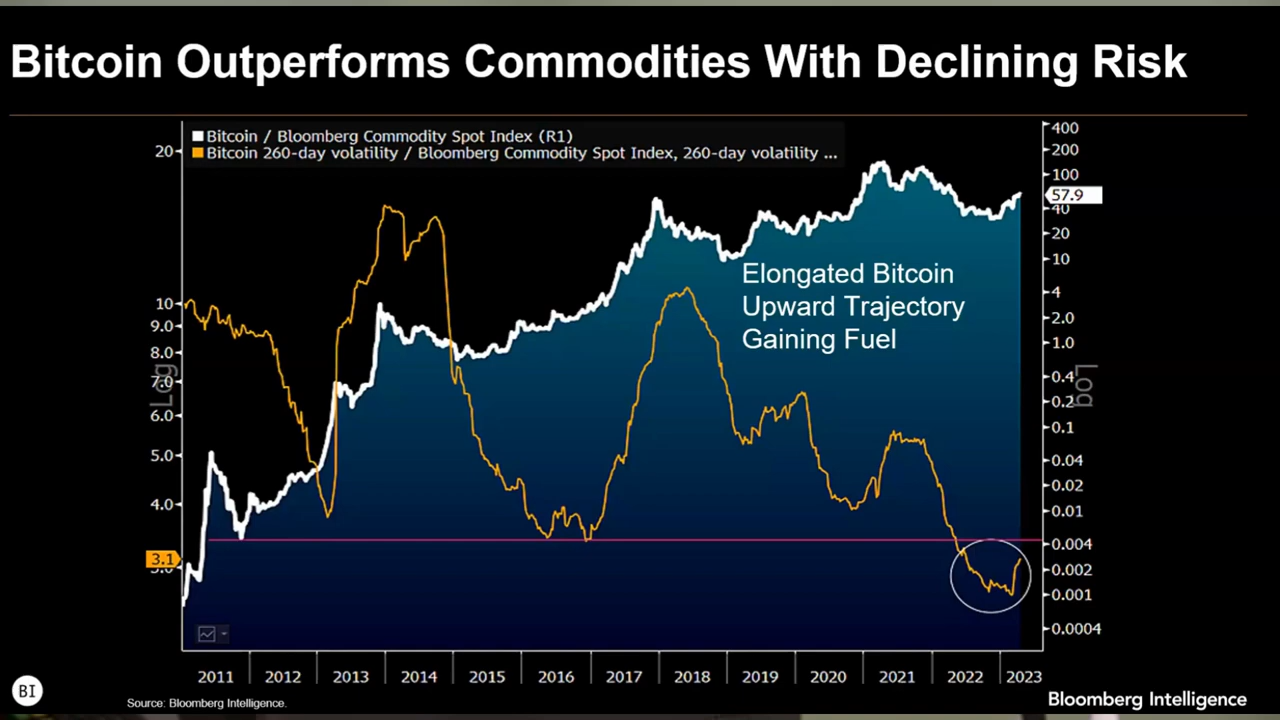 Bitcoin Outperforms Commodities With Declining Risk
Bitcoin / Bloomberg Commodity Spot Index (R1)
Bitcoin 260-day volatility / Bloomberg Commodity Spot Index, 260-day volatility ...
20
10
9.0
8.0
7.0
6.0
5.0
4.0
3.1
3.0
Log
Elongated Bitcoin
Upward Trajectory
Gaining Fuel
400
200
100
57.9
40
20
10
4
2.0
1.0
0.4
0.2
0.1
0.04
0.02
0.01
0.004
0.002
0.001
0.0004
Log
2011 2012 2013 2014 2015 2016 2017 2018 2019 2020 2021 2022 2023
BI
Source: Bloomberg Intelligence.
Bloomberg Intelligence